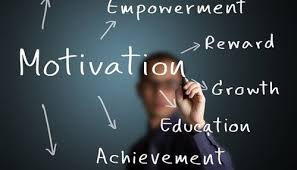 Empowerment
Reward
Motivation
Growth
Education
Achievement